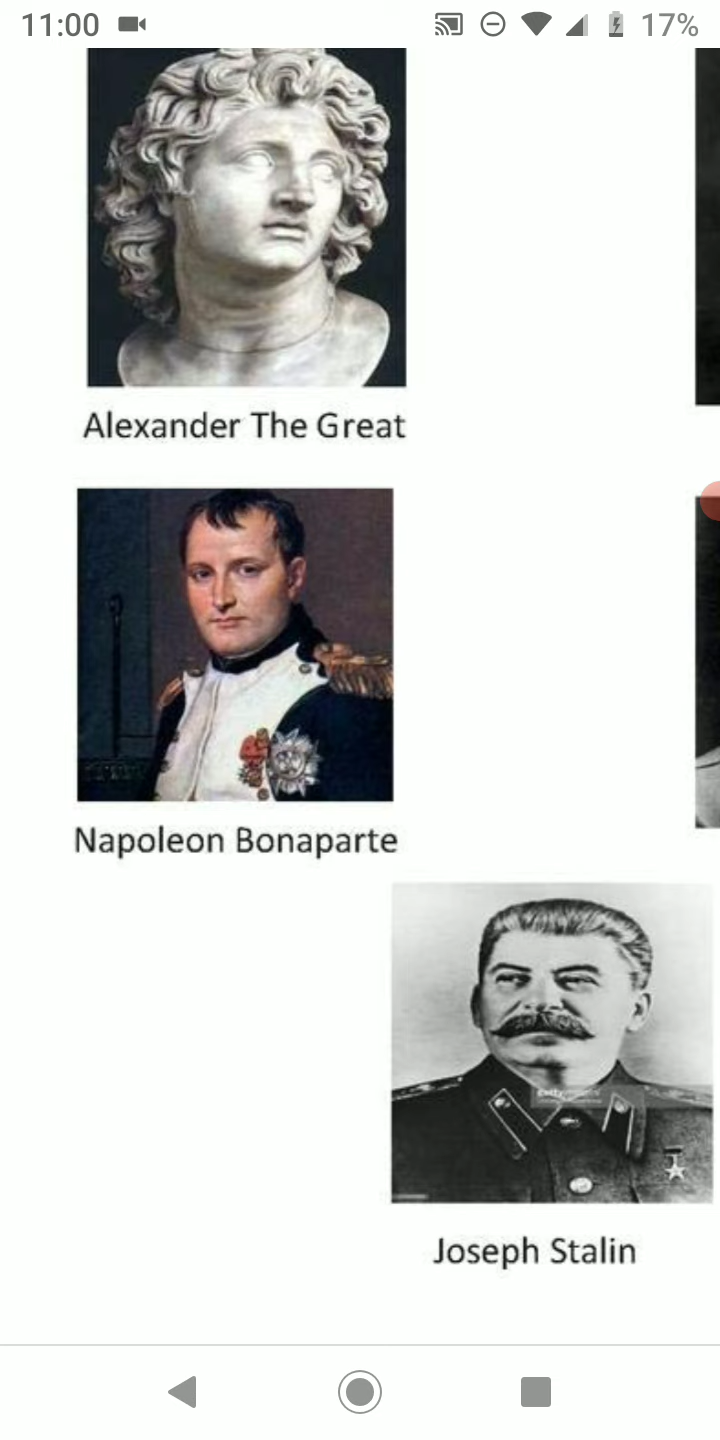 11:00
17%
Alexander The Great
Napoleon Bonaparte
Joseph Stalin